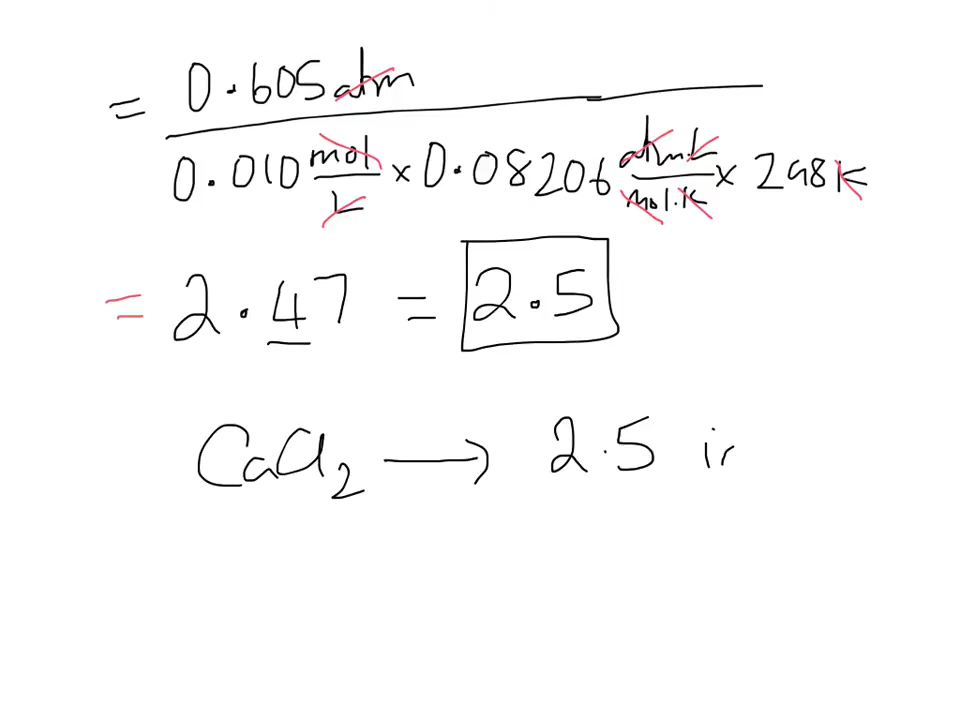 = 0.605 atm
0.010 mol/L × 0.08206 atm·L/mol·K × 298 K
= 2.47 = 2.5
CaCl₂ → 2.5